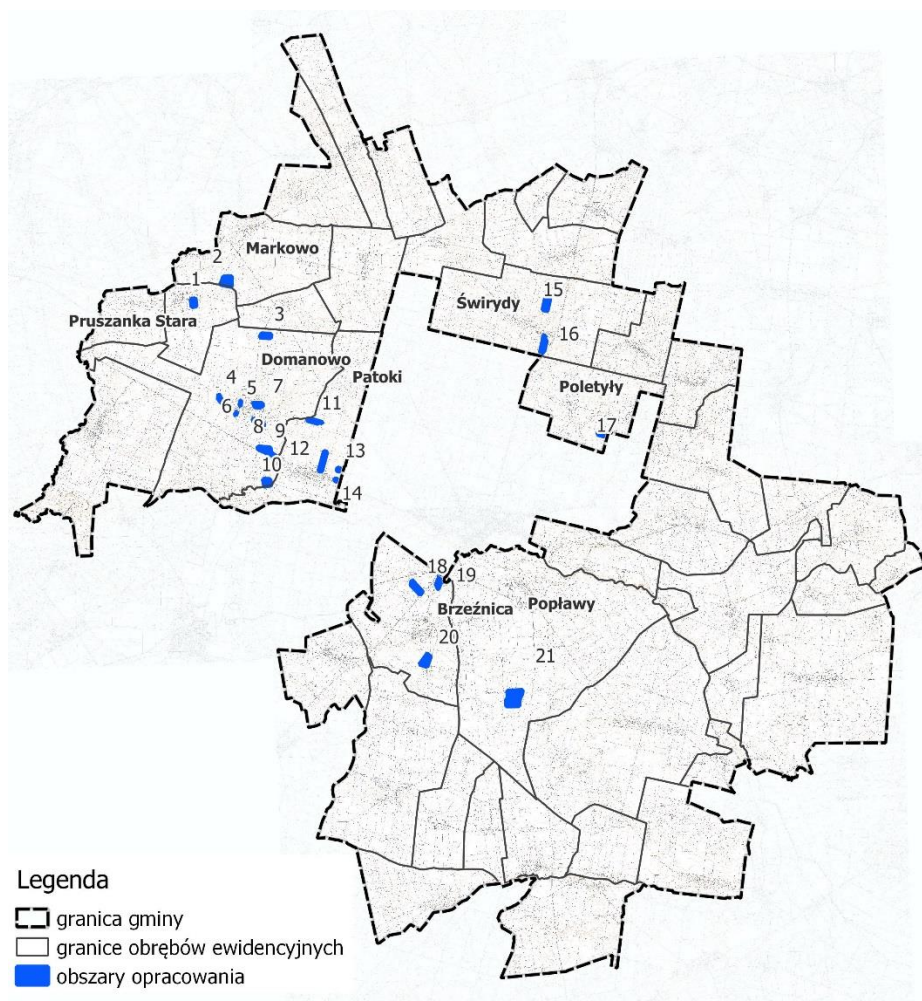 Markowo
2
1
15
Świrydy
3
Pruszanka Stara
16
Domanowo
Patoki
4
5
7
Poletyły
6
11
8
9
17
12
13
10
14
18
19
Brzeźnica
Popławy
20
21
Legenda
granica gminy
granice obrębów ewidencyjnych
obszary opracowania